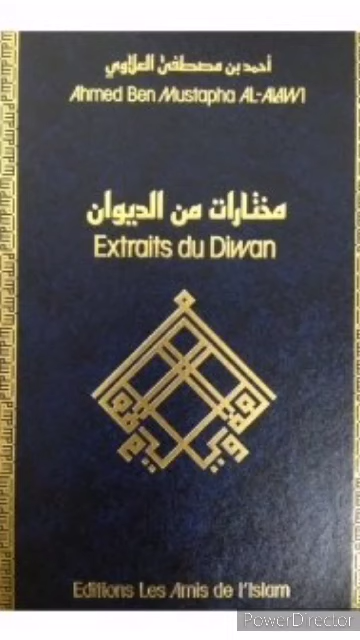 أحمد بن مصطفى العلاوي
Ahmed Ben Mustapha AL-ALAWI
مختارات من الديوان
Extraits du Diwan
Editions Les Amis de l'Islam
PowerDirector